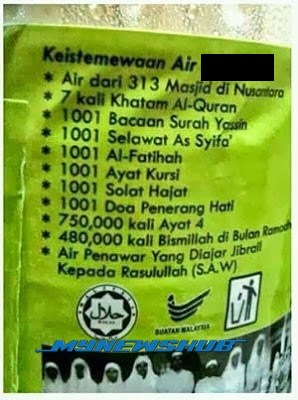 Keistemewaan Air
* Air dari 313 Masjid di Nusantara
* 7 kali Khatam Al-Quran
* 1001 Bacaan Surah Yassin
* 1001 Selawat As Syifa'
* 1001 Al-Fatihah
* 1001 Ayat Kursi
* 1001 Solat Hajat
* 1001 Doa Penerang Hati
* 750,000 kali Ayat 4
* 480,000 kali Bismillah di Bulan Ramadh
* Air Penawar Yang Diajar Jibrail
Kepada Rasulullah (S.A.W)
حلال
BUATAN MALAYSIA
MYNEWSHUB